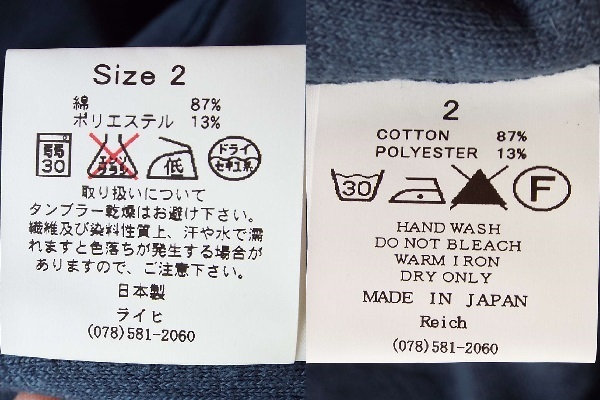 Size 2
綿 87%
ポリエステル 13%
30
エンソ
サラシ
低
ドライ
セキユ系
取り扱いについて
タンブラー乾燥はお避け下さい。
繊維及び染料性質上、汗や水で濡
れますと色落ちが発生する場合が
ありますので、ご注意下さい。
日本製
ライヒ
(078)581-2060
2
COTTON 87%
POLYESTER 13%
30
F
HAND WASH
DO NOT BLEACH
WARM IRON
DRY ONLY
MADE IN JAPAN
Reich
(078)581-2060